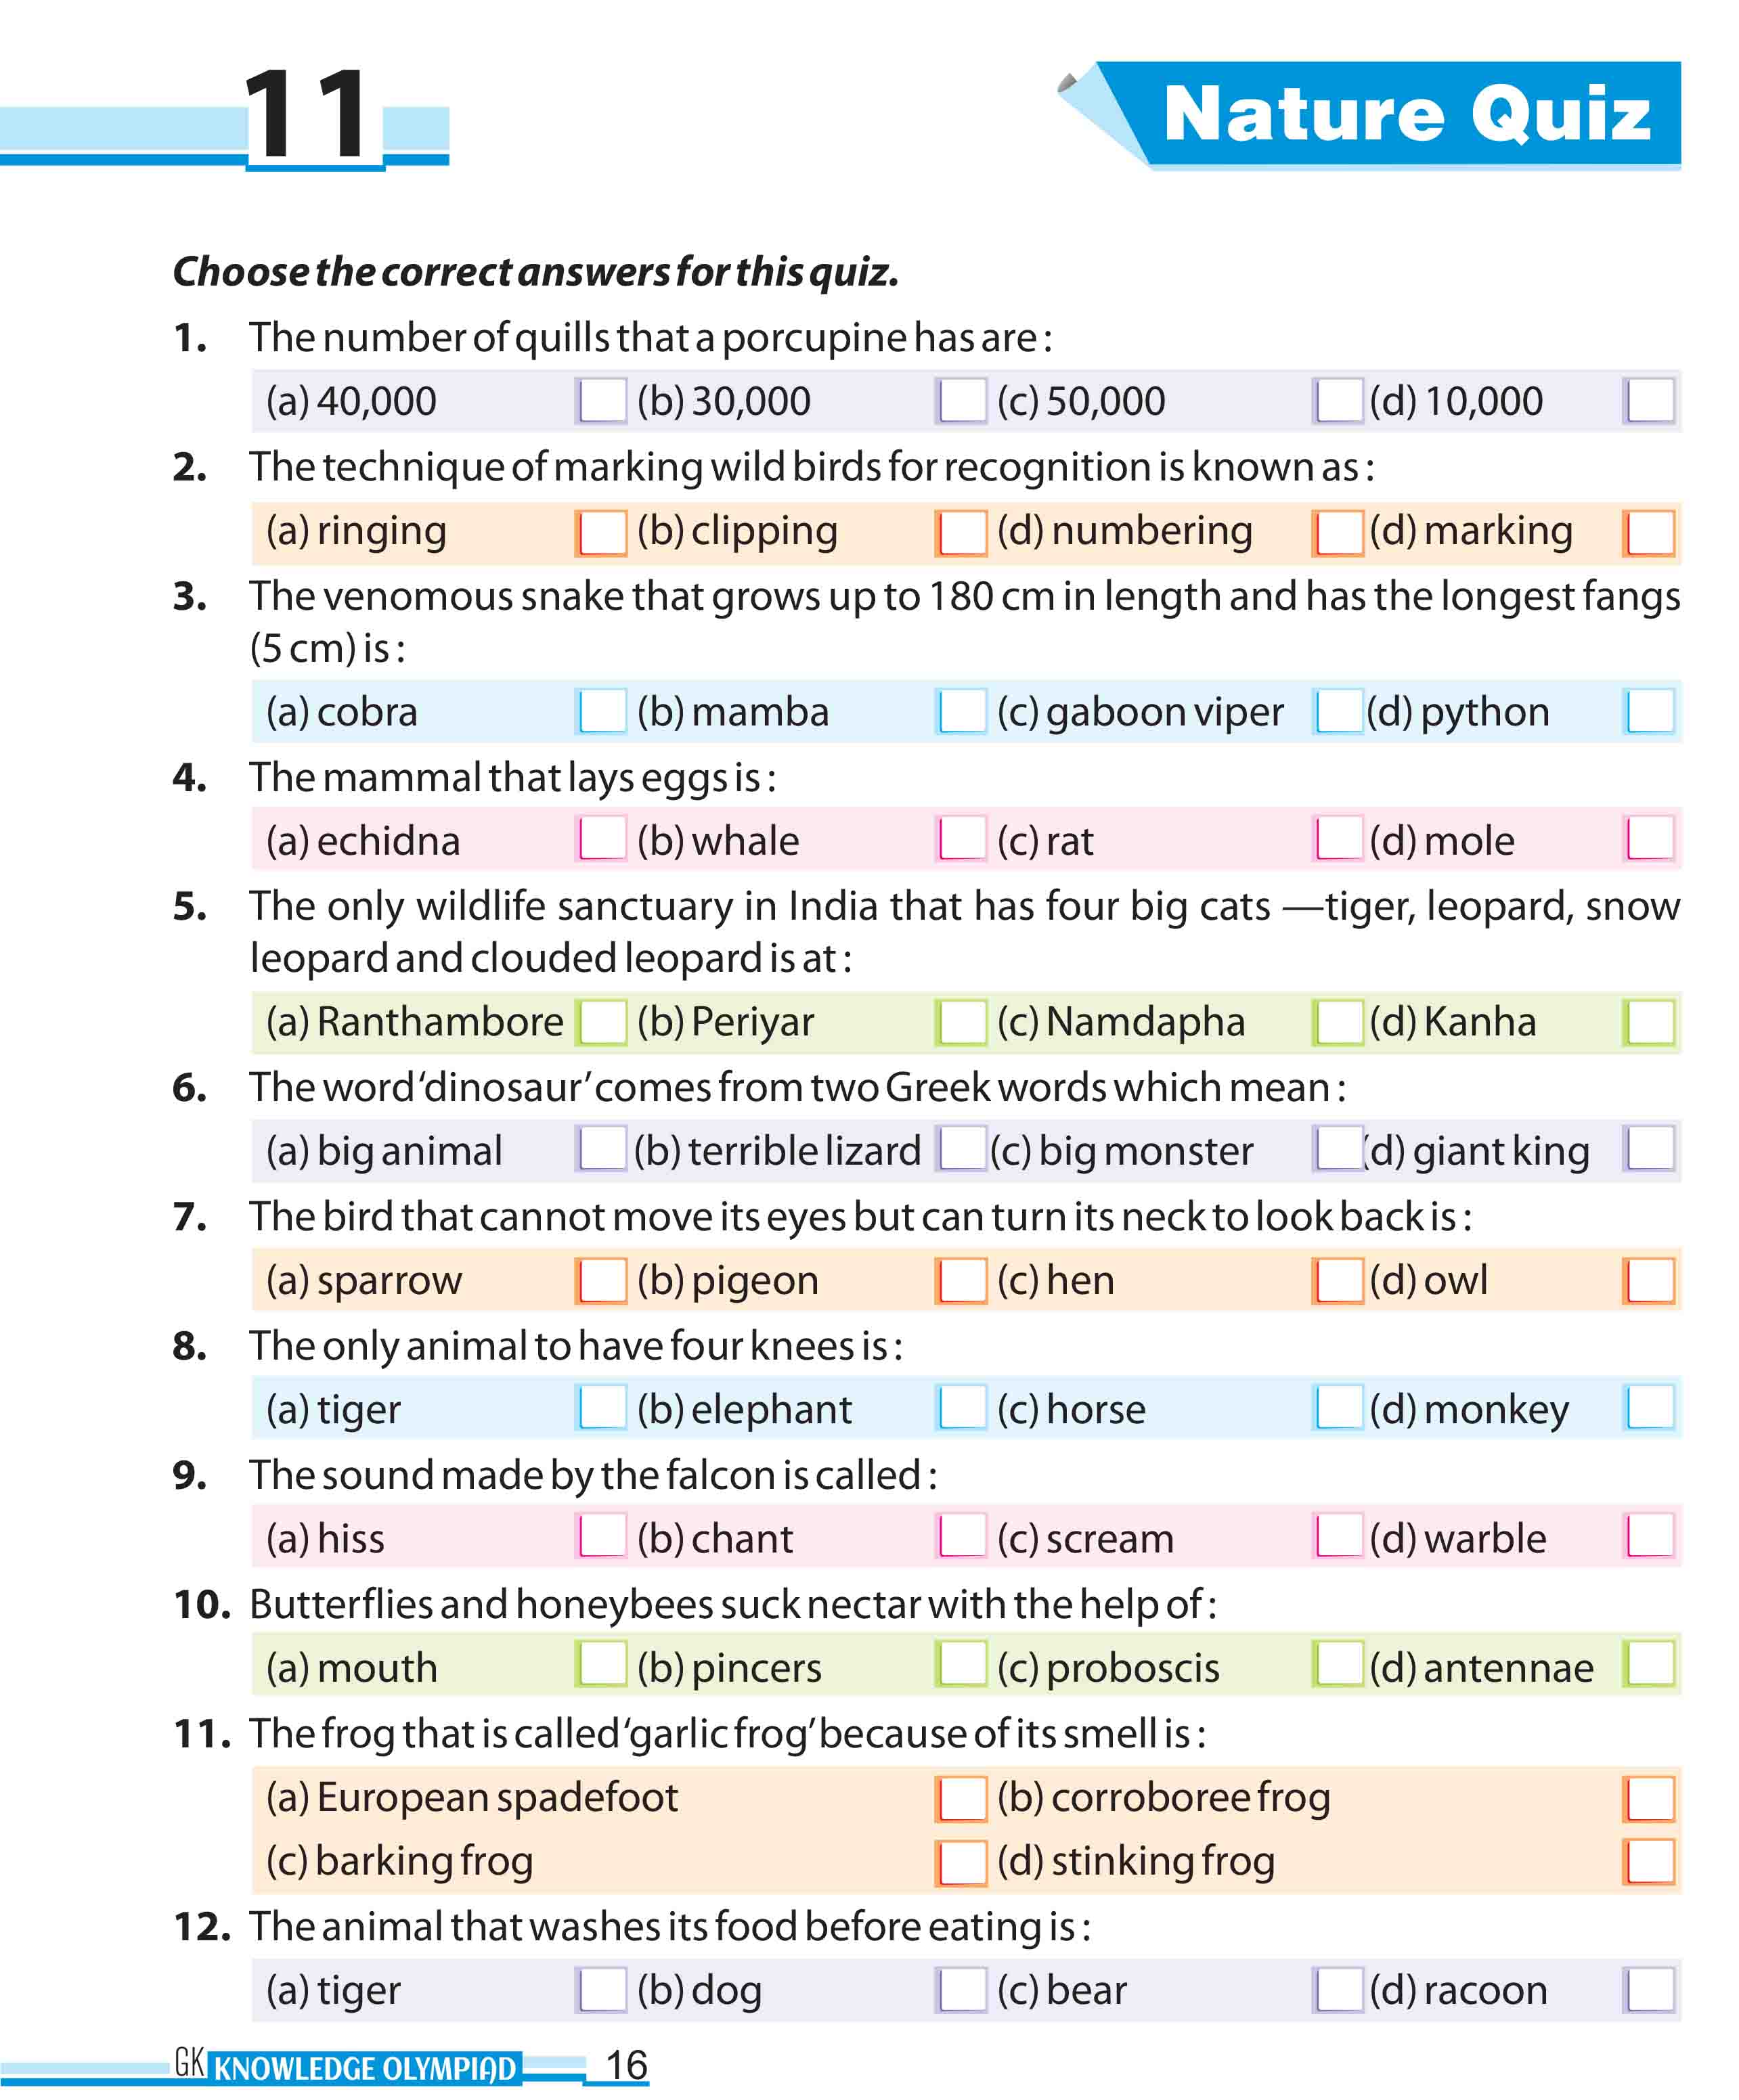 11
Nature Quiz
Choose the correct answers for this quiz.
1. The number of quills that a porcupine has are :
(a) 40,000 (b) 30,000 (c) 50,000 (d) 10,000
2. The technique of marking wild birds for recognition is known as :
(a) ringing (b) clipping (d) numbering (d) marking
3. The venomous snake that grows up to 180 cm in length and has the longest fangs
(5 cm) is :
(a) cobra (b) mamba (c) gaboon viper (d) python
4. The mammal that lays eggs is :
(a) echidna (b) whale (c) rat (d) mole
5. The only wildlife sanctuary in India that has four big cats —tiger, leopard, snow
leopard and clouded leopard is at :
(a) Ranthambore (b) Periyar (c) Namdapha (d) Kanha
6. The word ‘dinosaur’ comes from two Greek words which mean :
(a) big animal (b) terrible lizard (c) big monster (d) giant king
7. The bird that cannot move its eyes but can turn its neck to look back is :
(a) sparrow (b) pigeon (c) hen (d) owl
8. The only animal to have four knees is :
(a) tiger (b) elephant (c) horse (d) monkey
9. The sound made by the falcon is called :
(a) hiss (b) chant (c) scream (d) warble
10. Butterflies and honeybees suck nectar with the help of :
(a) mouth (b) pincers (c) proboscis (d) antennae
11. The frog that is called ‘garlic frog’ because of its smell is :
(a) European spadefoot (b) corroboree frog
(c) barking frog (d) stinking frog
12. The animal that washes its food before eating is :
(a) tiger (b) dog (c) bear (d) racoon
GK KNOWLEDGE OLYMPIAD 16